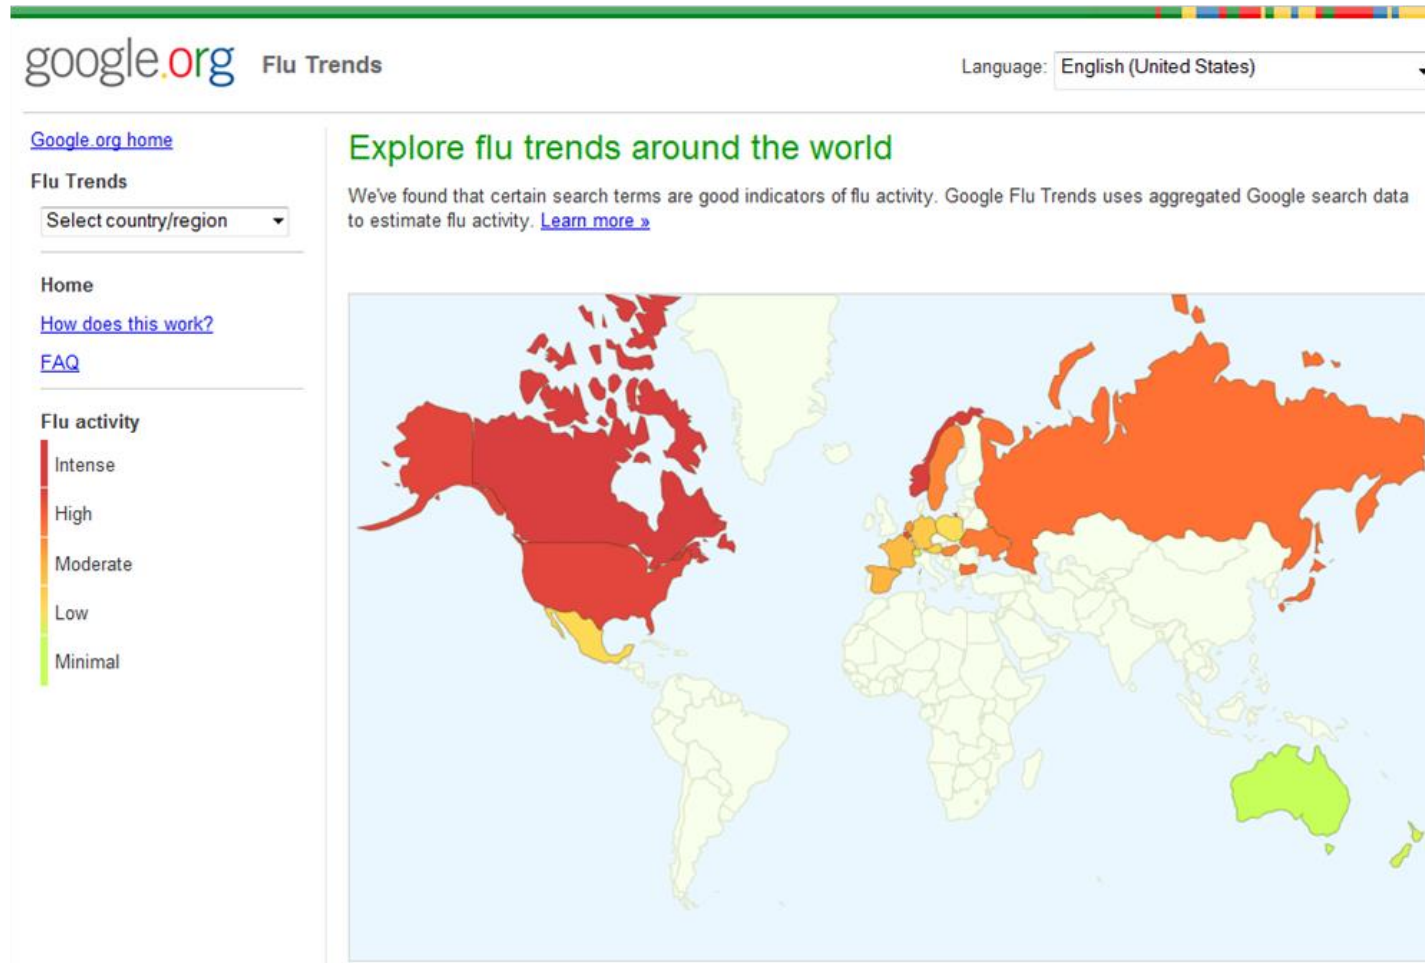 google.org Flu Trends
Language: English (United States)
Google.org home
Flu Trends
Select country/region
Home
How does this work?
FAQ
Flu activity
Intense
High
Moderate
Low
Minimal
Explore flu trends around the world
We've found that certain search terms are good indicators of flu activity. Google Flu Trends uses aggregated Google search data
to estimate flu activity. Learn more »